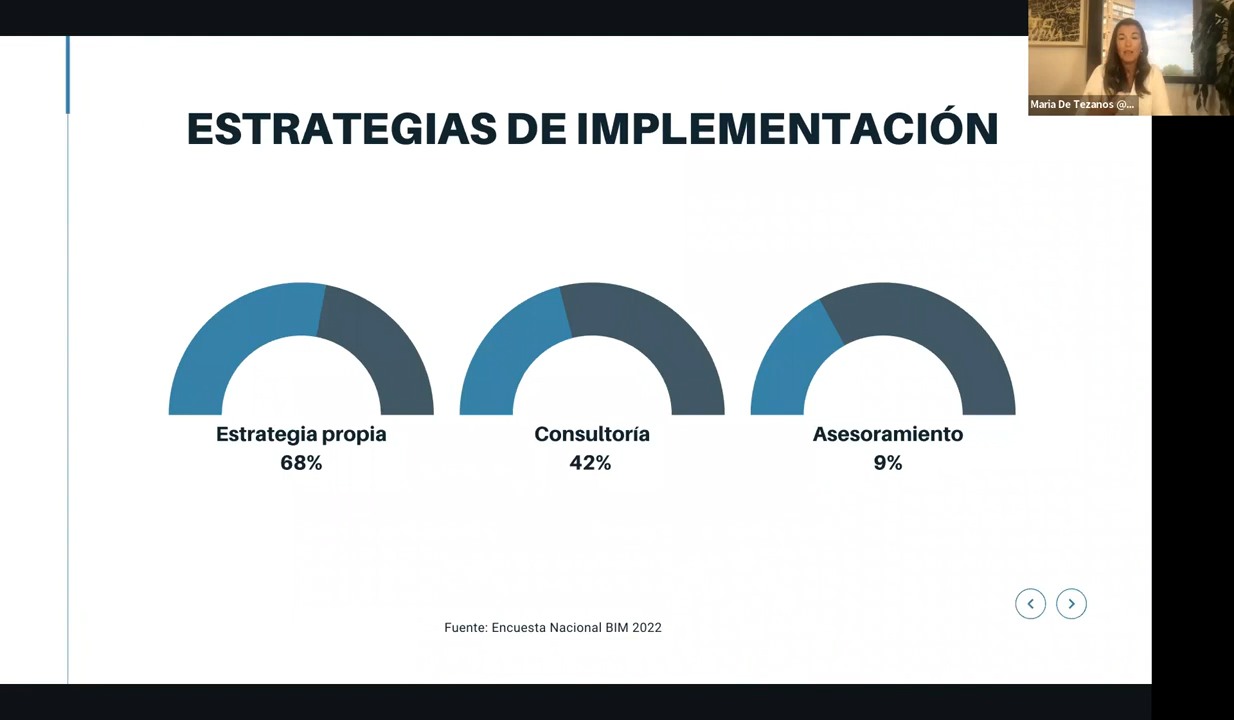 ESTRATEGIAS DE IMPLEMENTACIÓN
Maria De Tezanos @...
Estrategia propia
68%
Consultoría
42%
Asesoramiento
9%
Fuente: Encuesta Nacional BIM 2022